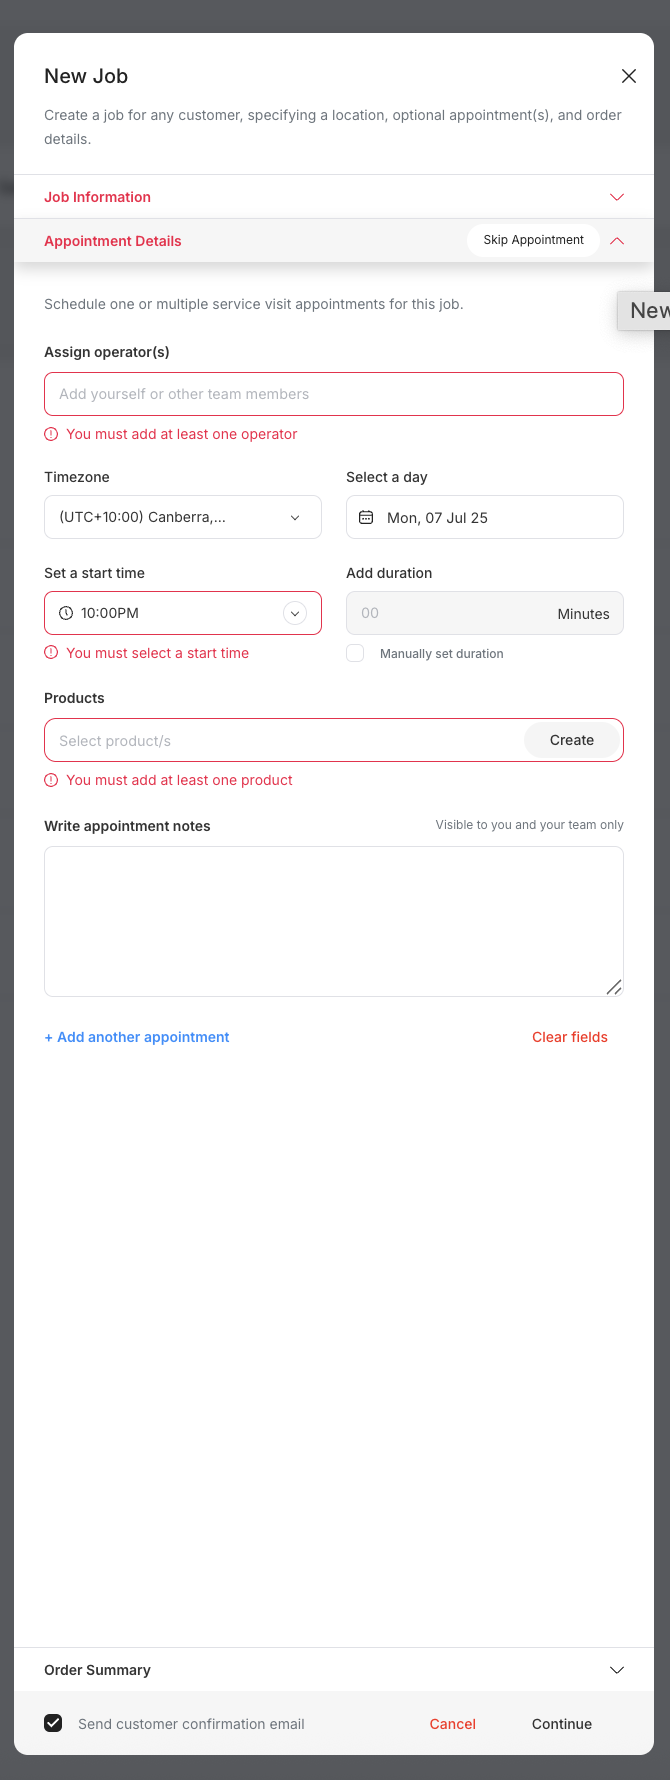 New Job
Create a job for any customer, specifying a location, optional appointment(s), and order
details.
Job Information
Appointment Details
Skip Appointment
Schedule one or multiple service visit appointments for this job.
New
Assign operator(s)
Add yourself or other team members
You must add at least one operator
Timezone
Select a day
(UTC+10:00) Canberra,...
Mon, 07 Jul 25
Set a start time
Add duration
10:00PM
00
Minutes
You must select a start time
Manually set duration
Products
Select product/s
Create
You must add at least one product
Write appointment notes
Visible to you and your team only
+ Add another appointment
Clear fields
Order Summary
Send customer confirmation email
Cancel
Continue